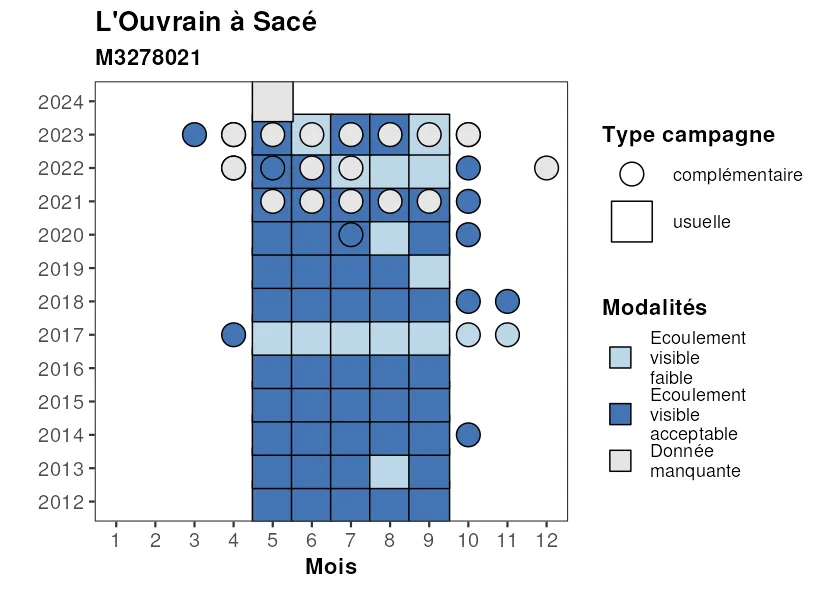 L'Ouvrain à Sacé
M3278021
2024
2023
2022
2021
2020
2019
2018
2017
2016
2015
2014
2013
2012
1 2 3 4 5 6 7 8 9 10 11 12
Mois
Type campagne
complémentaire
usuelle
Modalités
Ecoulement
visible
faible
Ecoulement
visible
acceptable
Donnée
manquante